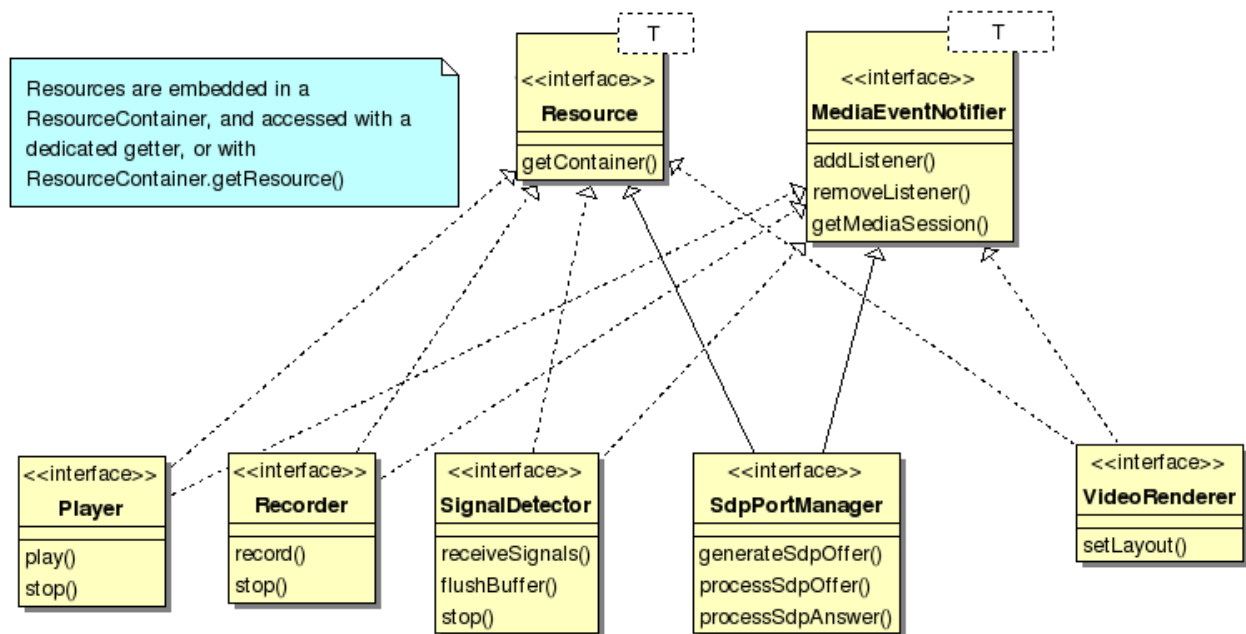 T
T
Resources are embedded in a
ResourceContainer, and accessed with a
dedicated getter, or with
ResourceContainer.getResource()
<<interface>>
Resource
getContainer()
<<interface>>
MediaEventNotifier
addListener()
removeListener()
getMediaSession()
<<interface>>
Player
play()
stop()
<<interface>>
Recorder
record()
stop()
<<interface>>
SignalDetector
receiveSignals()
flushBuffer()
stop()
<<interface>>
SdpPortManager
generateSdpOffer()
processSdpOffer()
processSdpAnswer()
<<interface>>
VideoRenderer
setLayout()